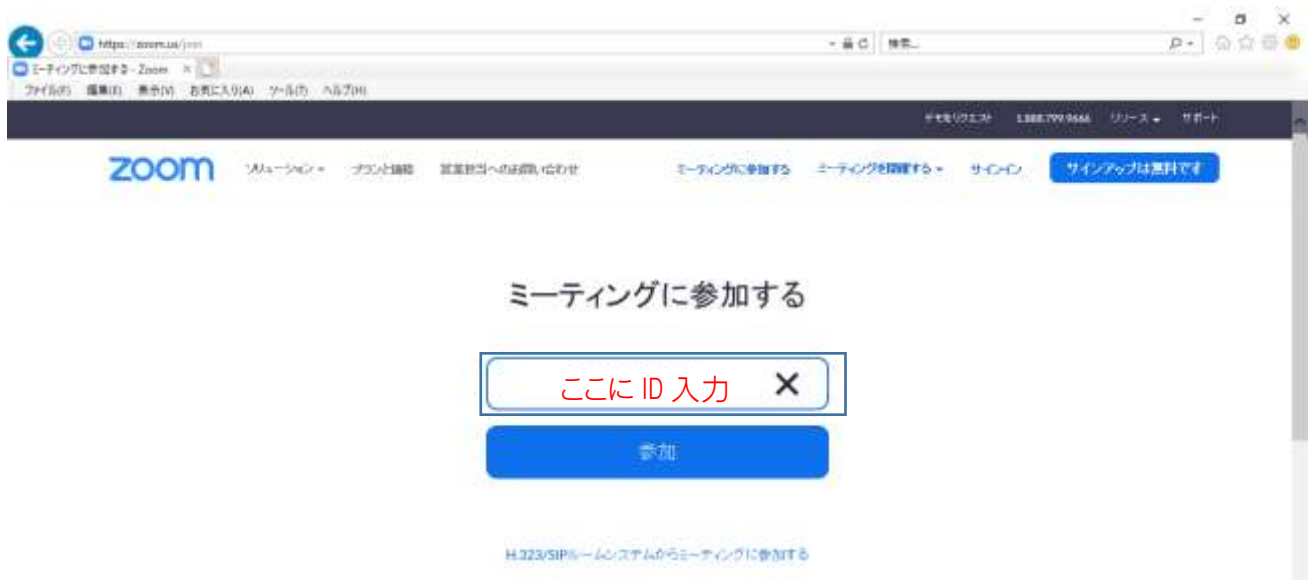 https://zoom.us/join
検索...
ミーティングに参加する - Zoom
ファイル(F) 編集(E) 表示(V) お気に入り(A) ツール(T) ヘルプ(H)
デモをリクエスト 1.888.799.9666 リソース サポート
zoom ソリューション プランと価格 営業担当へのお問い合わせ ミーティングに参加する ミーティングを開催する サインイン サインアップは無料です
ミーティングに参加する
ここに ID 入力
参加
H.323/SIPルームシステムからミーティングに参加する